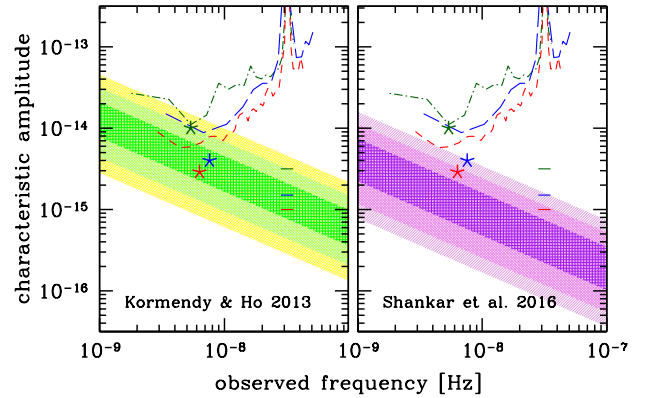 characteristic amplitude
10⁻¹³
10⁻¹⁴
10⁻¹⁵
10⁻¹⁶
Kormendy & Ho 2013
Shankar et al. 2016
10⁻⁹ 10⁻⁸ 10⁻⁹ 10⁻⁸ 10⁻⁷
observed frequency [Hz]